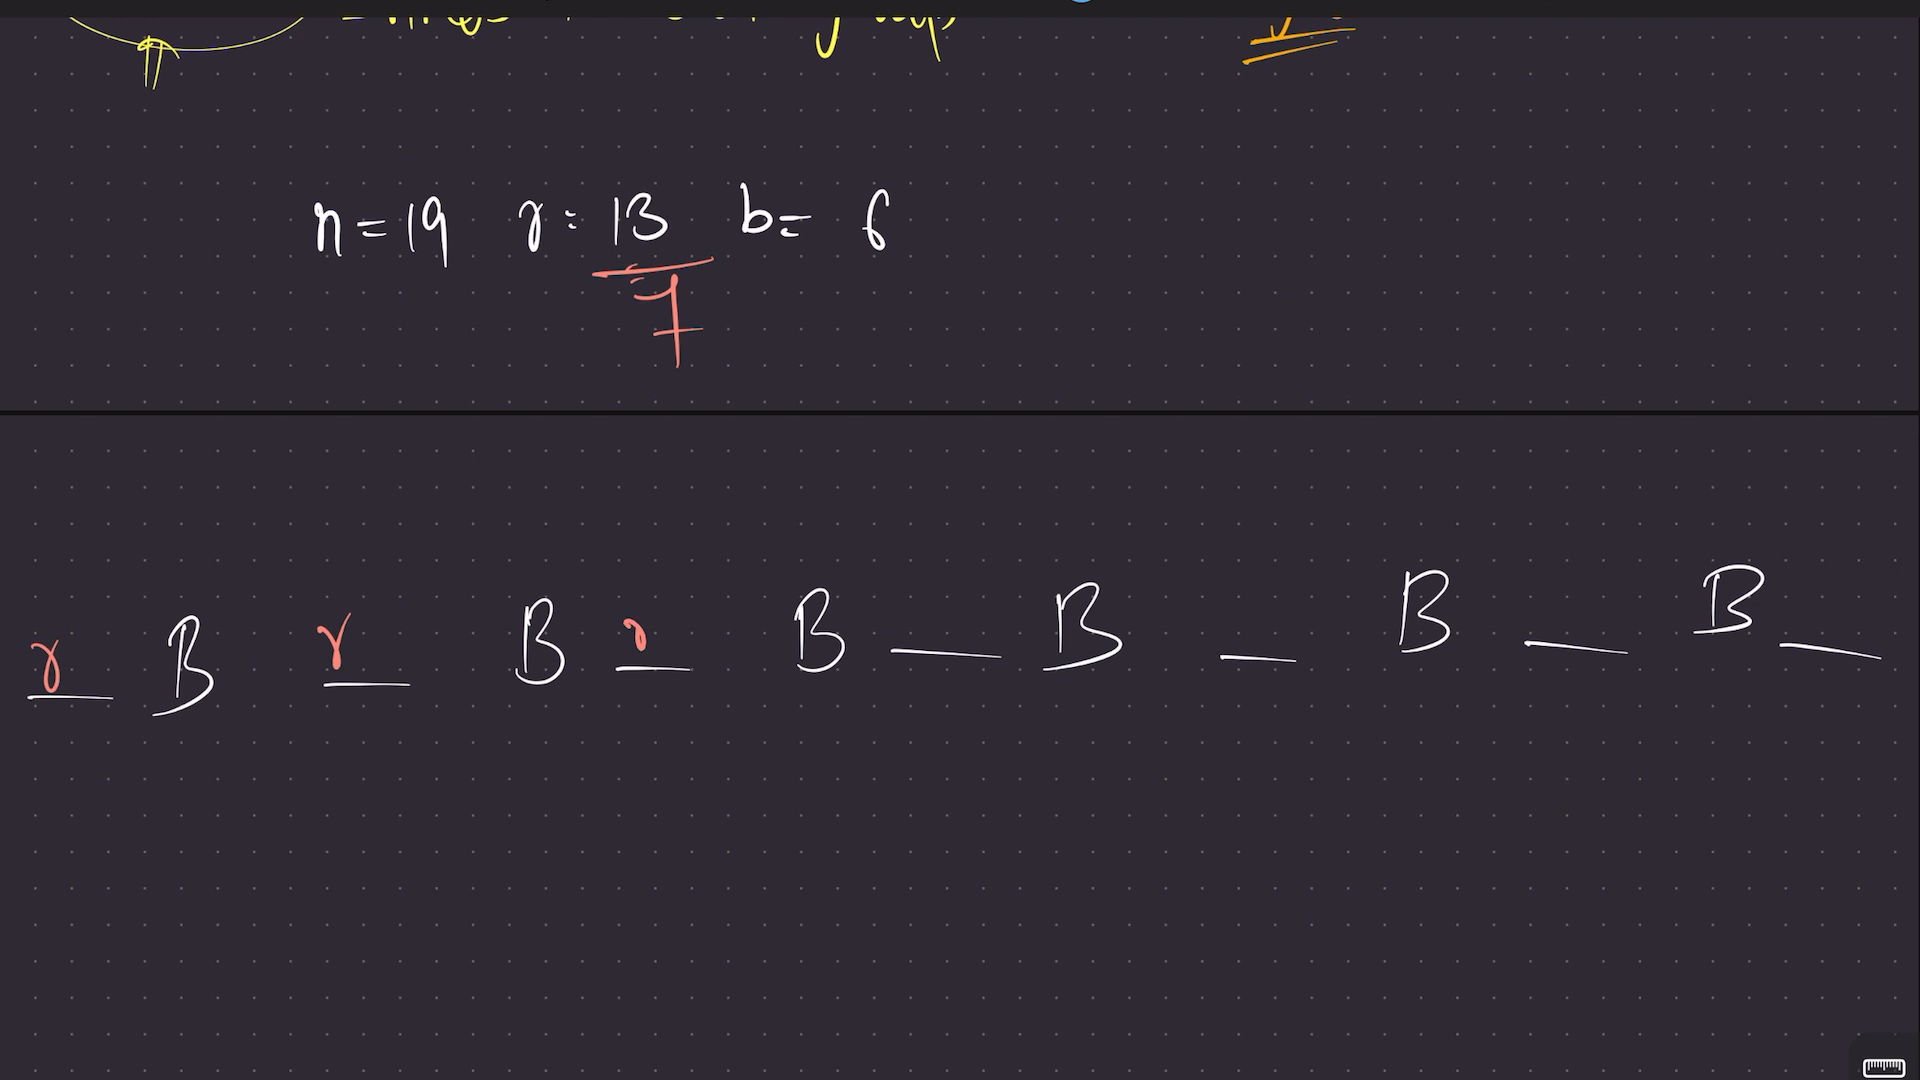 n = 19 r = 13 b = 6
7
r B r B r B _ B _ B _ B _